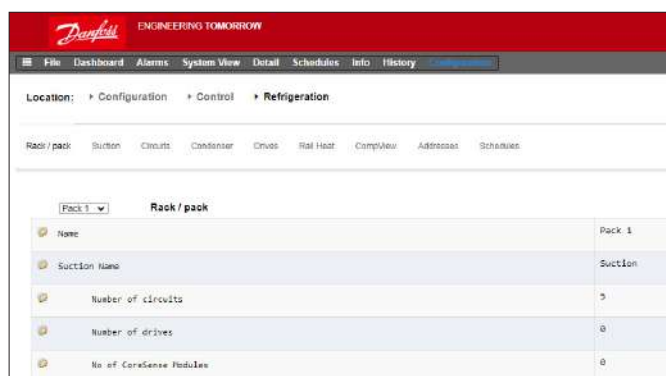 Danfoss ENGINEERING TOMORROW
File Dashboard Alarms System View Detail Schedules Info History Configuration
Location: Configuration Control Refrigeration
Rack / pack Suction Circuits Condenser Drives Rail Heat CompView Addresses Schedules
Pack 1 Rack / pack
Name Pack 1
Suction Name Suction
Number of circuits
Number of drives 0
No of CoreSense Modules 0